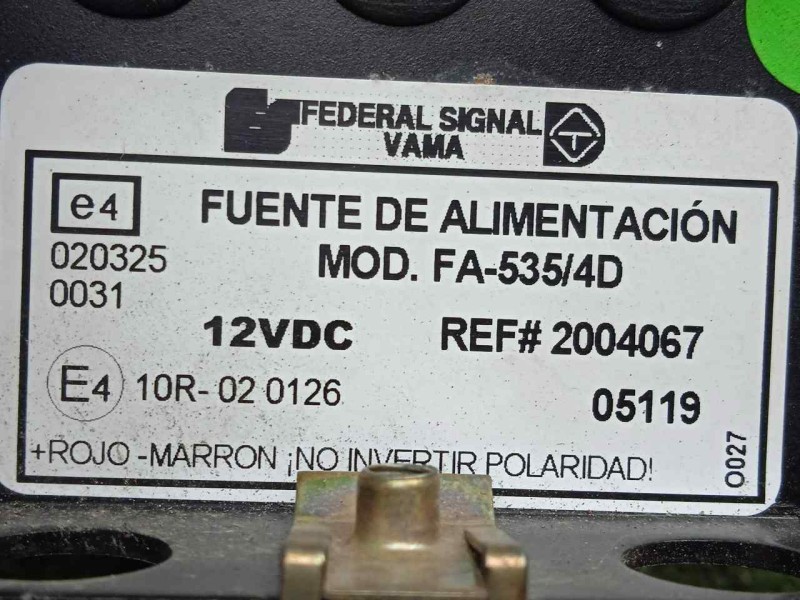 FEDERAL SIGNAL
VAMA
e4
FUENTE DE ALIMENTACIÓN
020325
MOD. FA-535/4D
0031
12VDC REF# 2004067
E4 10R- 02 0126
05119
+ROJO -MARRON ¡NO INVERTIR POLARIDAD!
O027